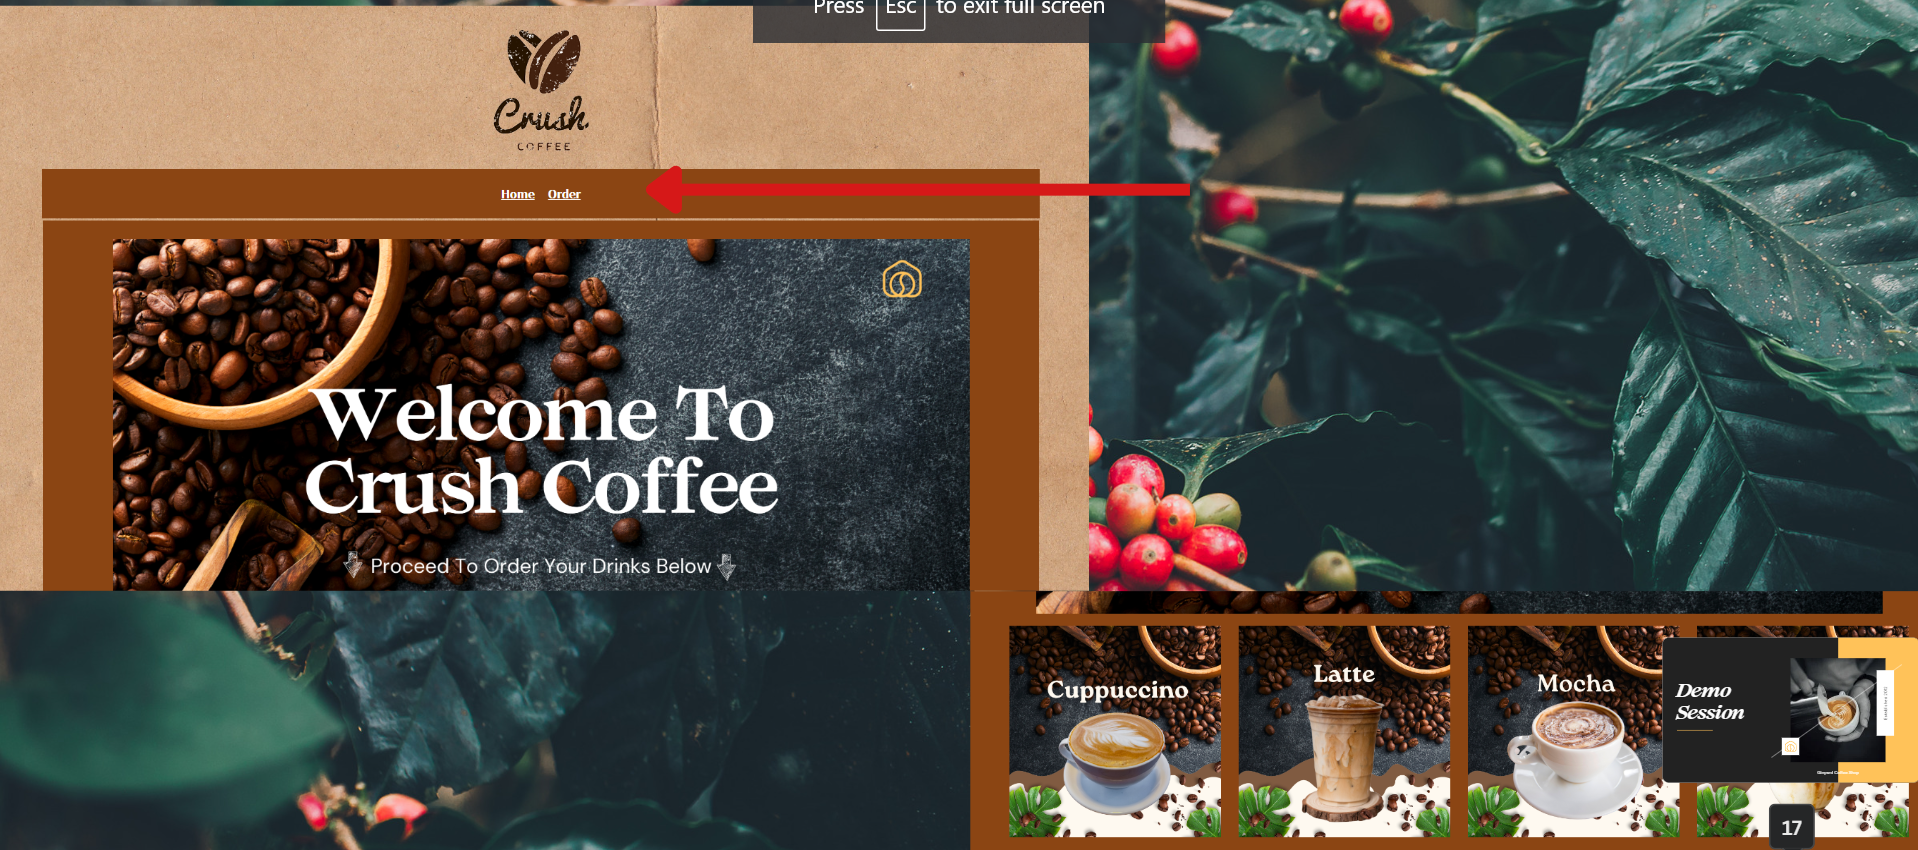 Press Esc to exit full screen
Crush
COFFEE
Home Order
Welcome To
Crush Coffee
Proceed To Order Your Drinks Below
Cuppuccino
Latte
Mocha
Demo
Session
17